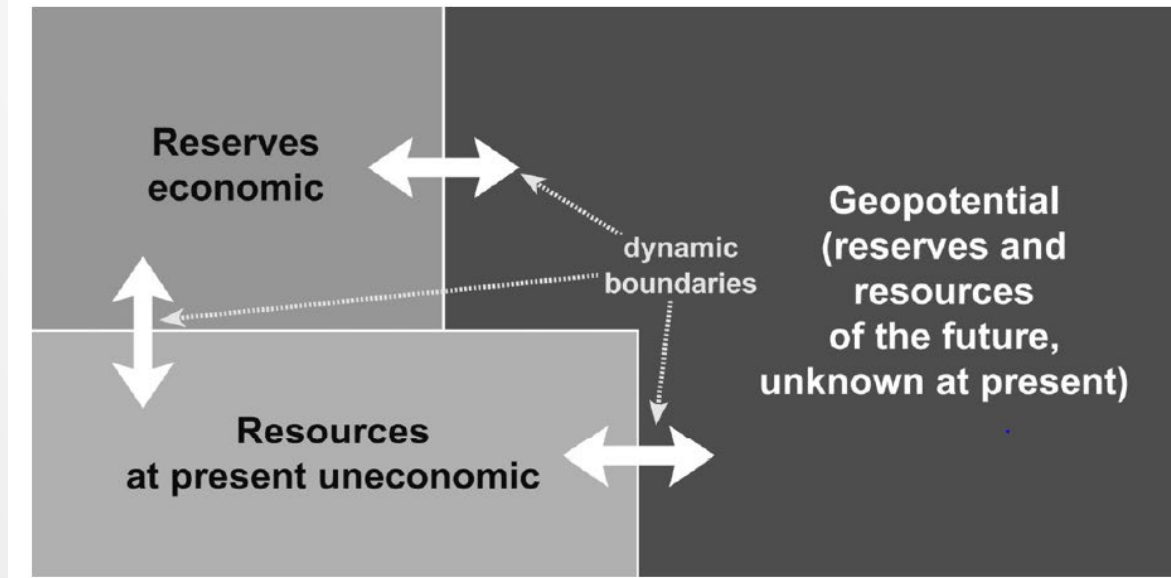 Reserves
economic
dynamic
boundaries
Geopotential
(reserves and
resources
of the future,
unknown at present)
Resources
at present uneconomic